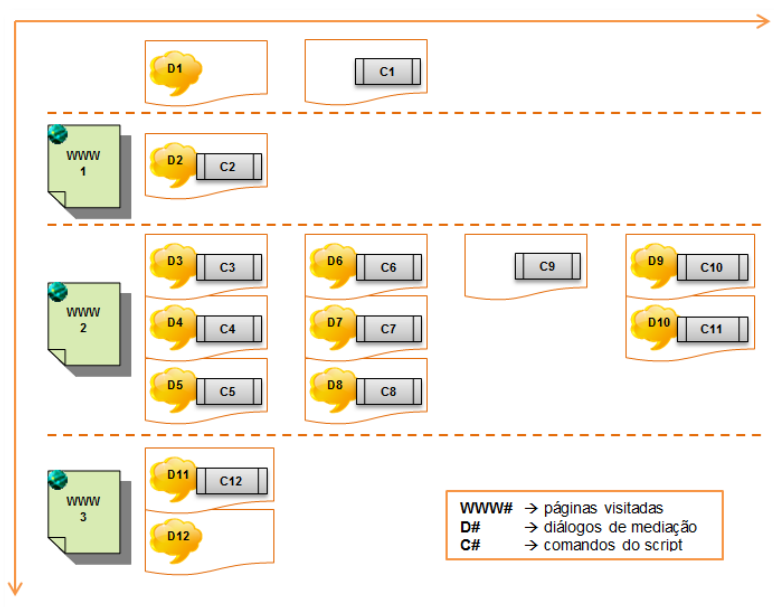 D1
C1
WWW
1
D2
C2
WWW
2
D3
C3
D6
C6
C9
D9
C10
D4
C4
D7
C7
D10
C11
D5
C5
D8
C8
WWW
3
D11
C12
D12
WWW# → páginas visitadas
D# → diálogos de mediação
C# → comandos do script